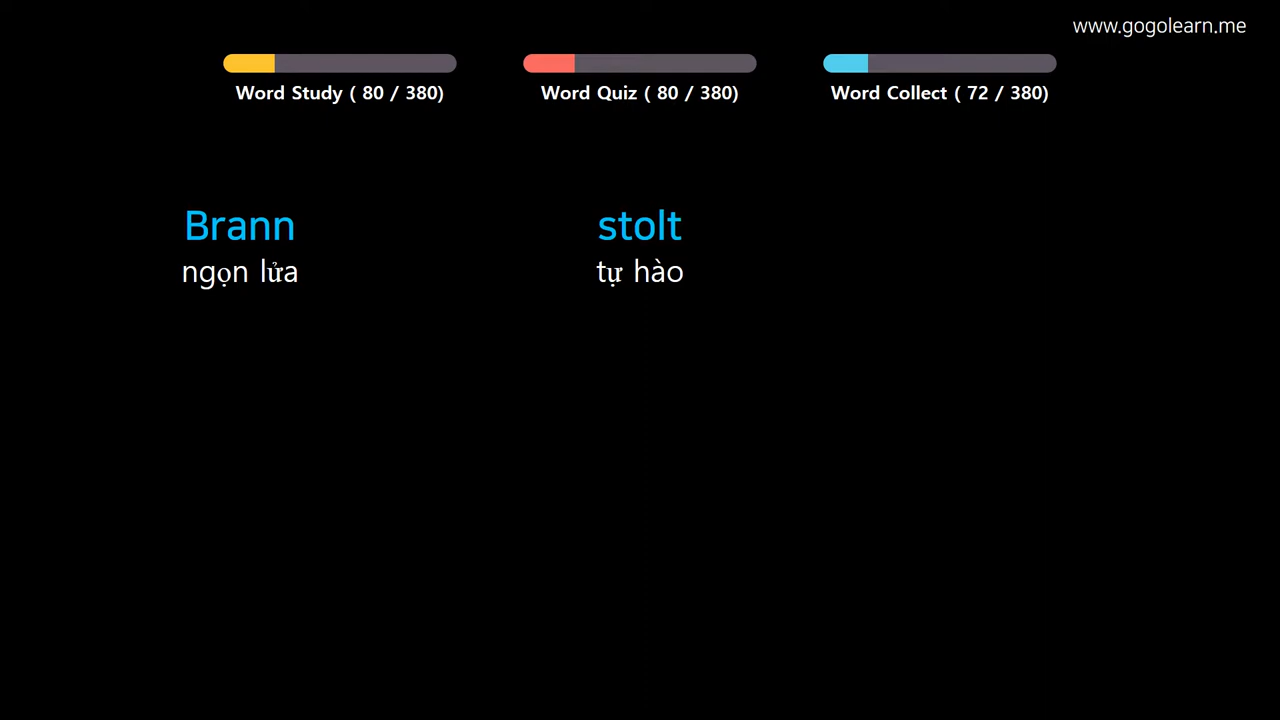 www.gogolearn.me
Word Study ( 80 / 380)
Word Quiz ( 80 / 380)
Word Collect ( 72 / 380)
Brann
stolt
ngọn lửa
tự hào